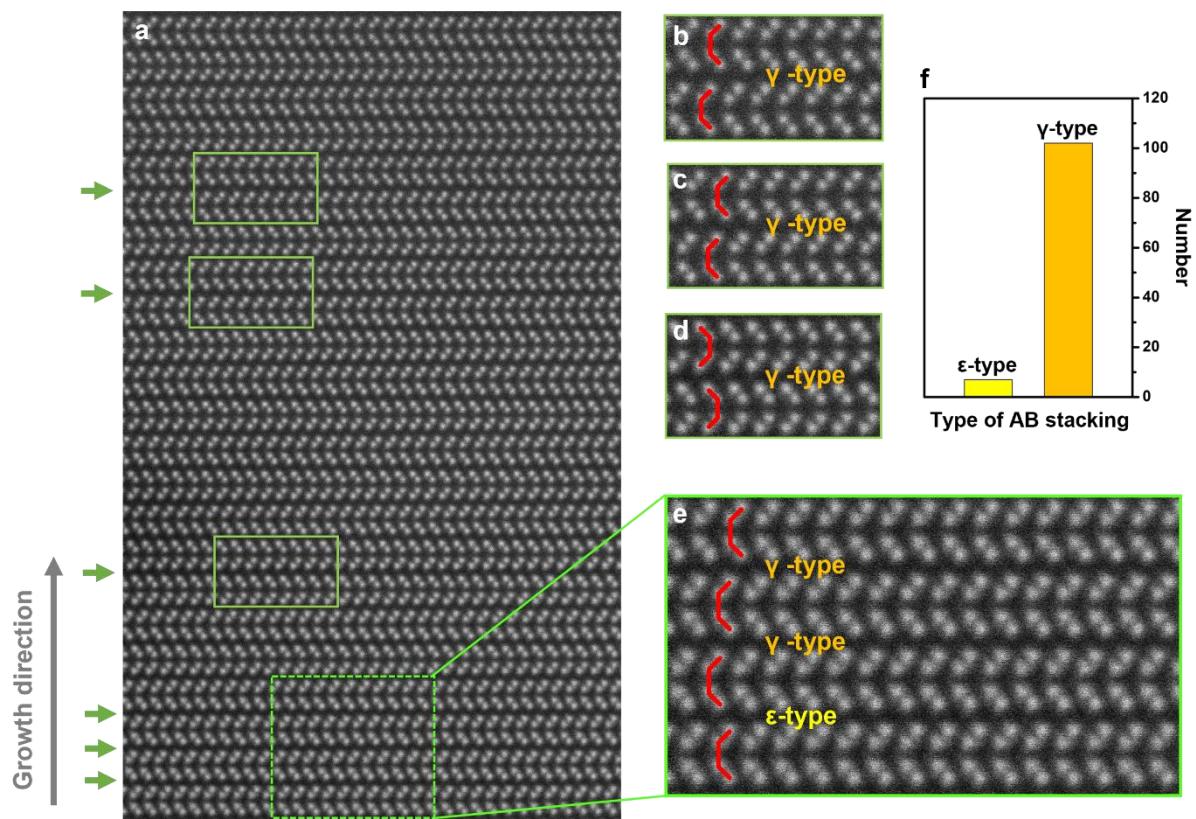 a
Growth direction
b
γ -type
c
γ -type
d
γ -type
e
γ -type
γ -type
ε-type
f
120
100
80
60
40
20
0
Number
γ-type
ε-type
Type of AB stacking